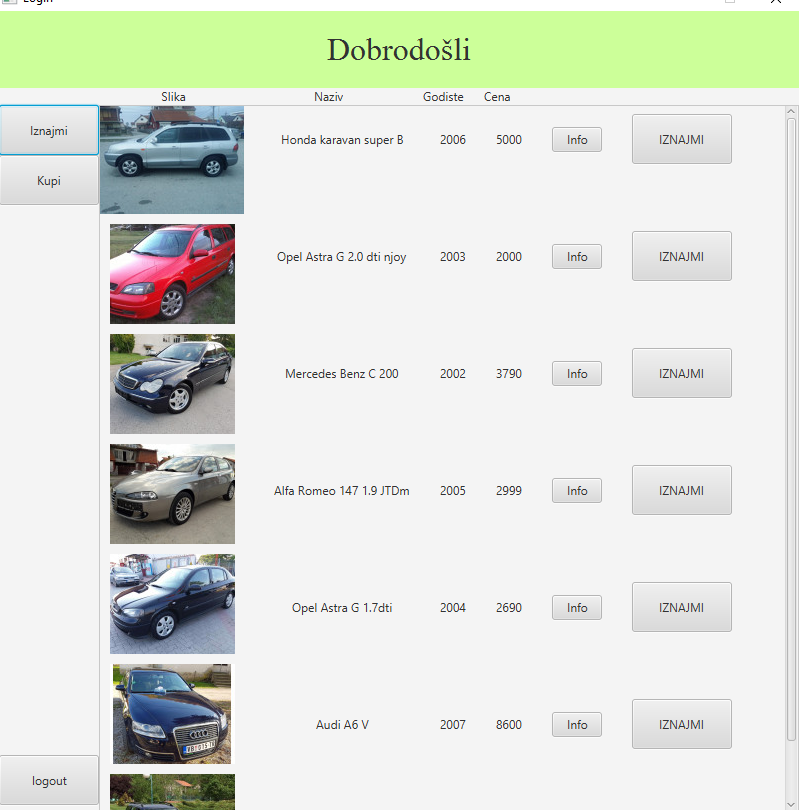 Login
Dobrodošli
Slika Naziv Godiste Cena
Iznajmi
Kupi
Honda karavan super B 2006 5000 Info IZNAJMI
Opel Astra G 2.0 dti njoy 2003 2000 Info IZNAJMI
Mercedes Benz C 200 2002 3790 Info IZNAJMI
Alfa Romeo 147 1.9 JTDm 2005 2999 Info IZNAJMI
Opel Astra G 1.7dti 2004 2690 Info IZNAJMI
Audi A6 V 2007 8600 Info IZNAJMI
logout